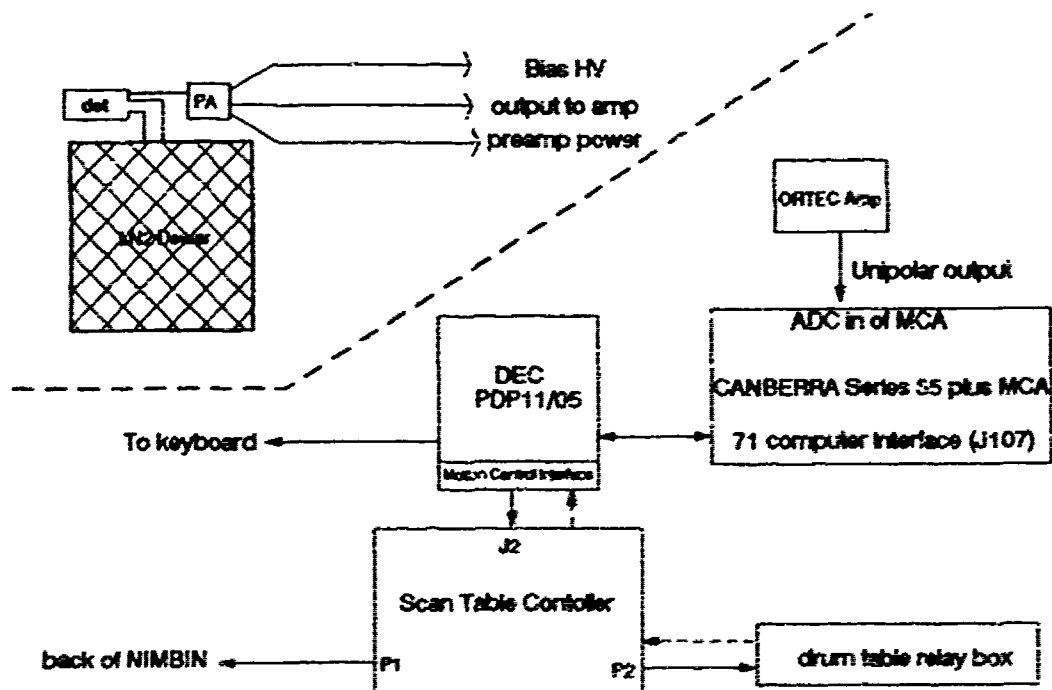 Bias HV
det
PA
output to amp
preamp power
LN2 Dewar
ORTEC Amp
Unipolar output
ADC in of MCA
DEC
PDP11/05
CANBERRA Series 35 plus MCA
To keyboard
71 computer interface (J107)
Motion Control Interface
J2
Scan Table Contoller
back of NIMBIN
P1
P2
drum table relay box